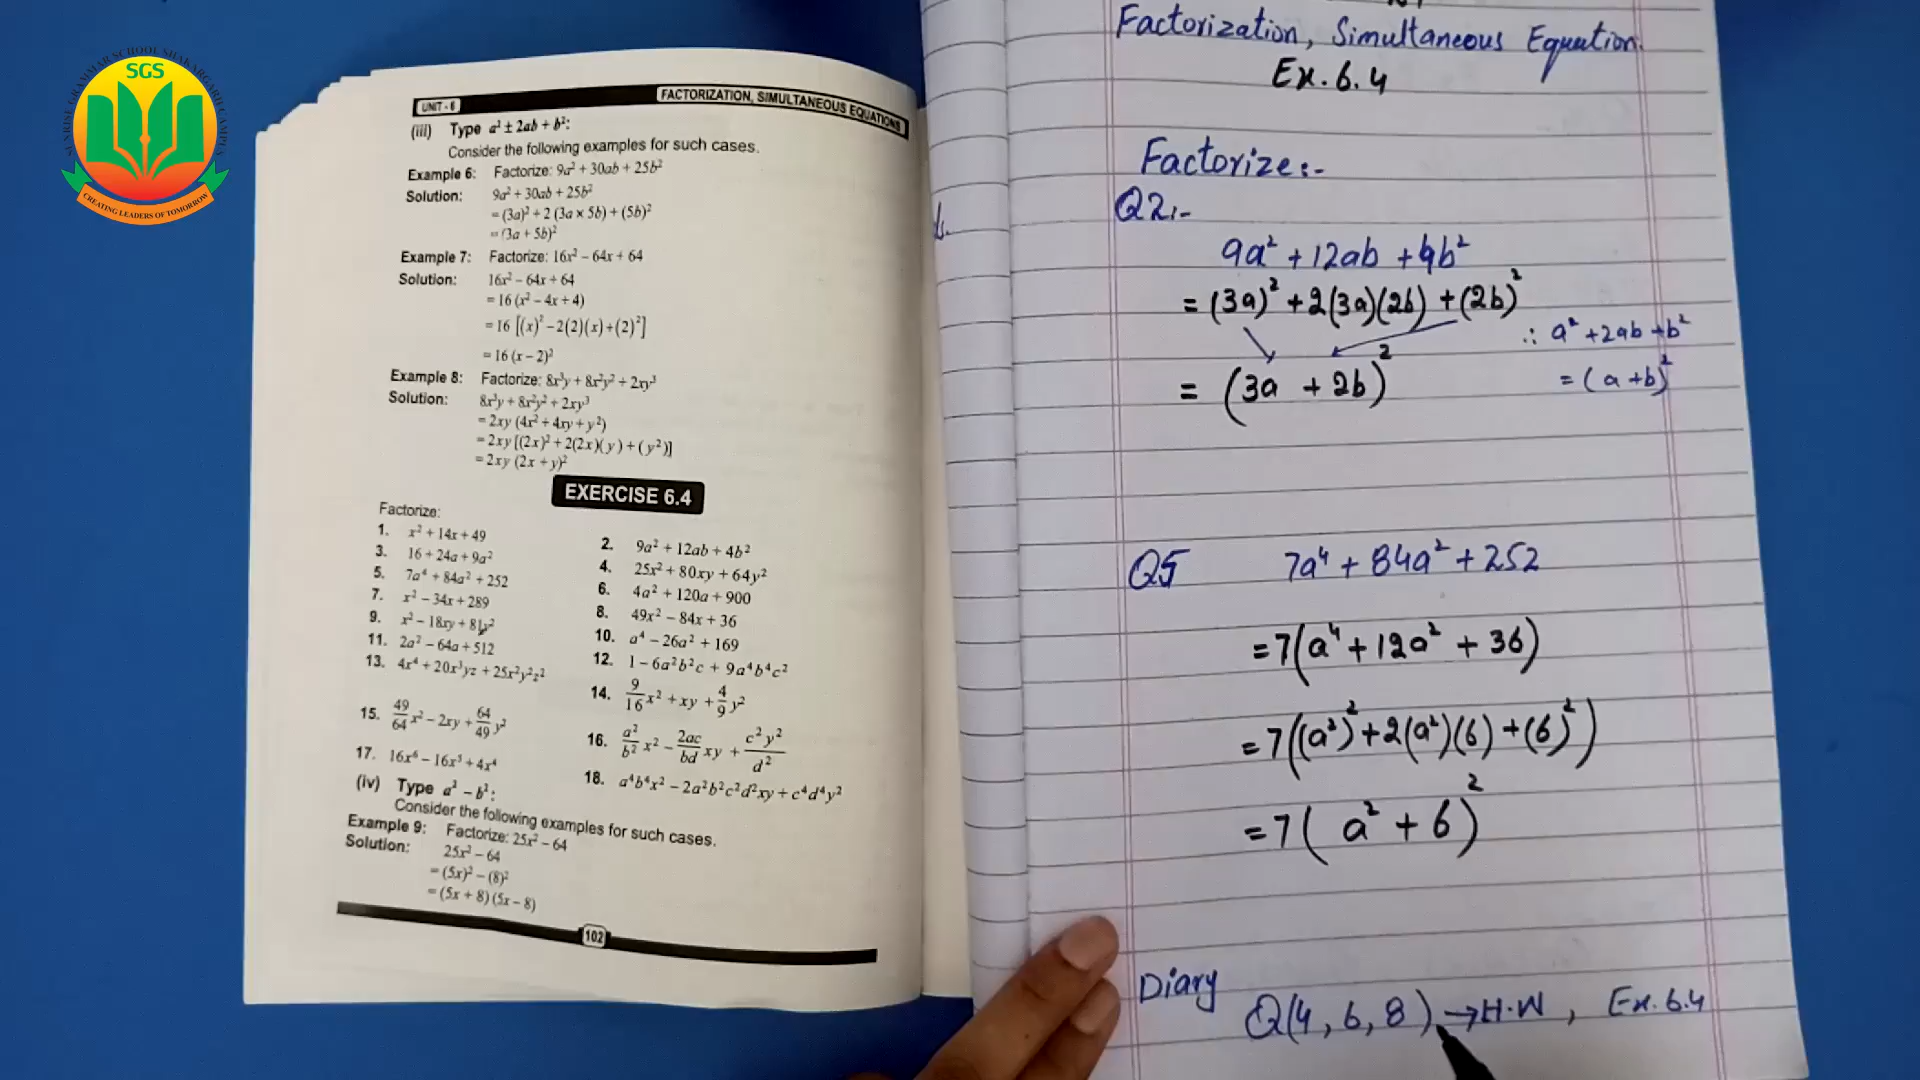 SUNRISE GRAMMAR SCHOOL SHAKARGARH CAMPUS
SGS
CREATING LEADERS OF TOMORROW
UNIT - 6
FACTORIZATION, SIMULTANEOUS EQUATIONS
(iii) Type a² ± 2ab + b²:
Consider the following examples for such cases.
Example 6: Factorize: 9a² + 30ab + 25b²
Solution: 9a² + 30ab + 25b²
= (3a)² + 2 (3a × 5b) + (5b)²
= (3a + 5b)²
Example 7: Factorize: 16x² – 64x + 64
Solution: 16x² – 64x + 64
= 16 (x² – 4x + 4)
= 16 [(x)² – 2(2)(x) + (2)²]
= 16 (x – 2)²
Example 8: Factorize: 8x³y + 8x²y² + 2xy³
Solution: 8x³y + 8x²y² + 2xy³
= 2xy (4x² + 4xy + y²)
= 2xy [(2x)² + 2(2x)(y) + (y²)]
= 2xy (2x + y)²
EXERCISE 6.4
Factorize:
1. x² + 14x + 49
2. 9a² + 12ab + 4b²
3. 16 + 24a + 9a²
4. 25x² + 80xy + 64y²
5. 7a⁴ + 84a² + 252
6. 4a² + 120a + 900
7. x² – 34x + 289
8. 49x² – 84x + 36
9. x² – 18xy + 81y²
10. a⁴ – 26a² + 169
11. 2a² – 64a + 512
12. 1 – 6a²b²c + 9a⁴b⁴c²
13. 4x⁴ + 20x³yz + 25x²y²z²
14. 9/16 x² + xy + 4/9 y²
15. 49/64 x² – 2xy + 64/49 y²
16. a²/b² x² – 2ac/bd xy + c²y²/d²
17. 16x⁶ – 16x⁵ + 4x⁴
18. a⁴b⁴x² – 2a²b²c²d²xy + c⁴d⁴y²
(iv) Type a² – b²:
Consider the following examples for such cases.
Example 9: Factorize: 25x² – 64
Solution: 25x² – 64
= (5x)² – (8)²
= (5x + 8) (5x – 8)
102
Factorization, Simultaneous Equation.
Ex. 6.4
Factorize:-
Q2:-
9a² + 12ab + 4b²
= (3a)² + 2(3a)(2b) + (2b)²
∴ a² + 2ab + b²
= (3a + 2b)²
= (a + b)²
Q5 7a⁴ + 84a² + 252
= 7(a⁴ + 12a² + 36)
= 7((a²)² + 2(a²)(6) + (6)²)
= 7( a² + 6)²
Diary
Q(4, 6, 8) → H.W, Ex. 6.4